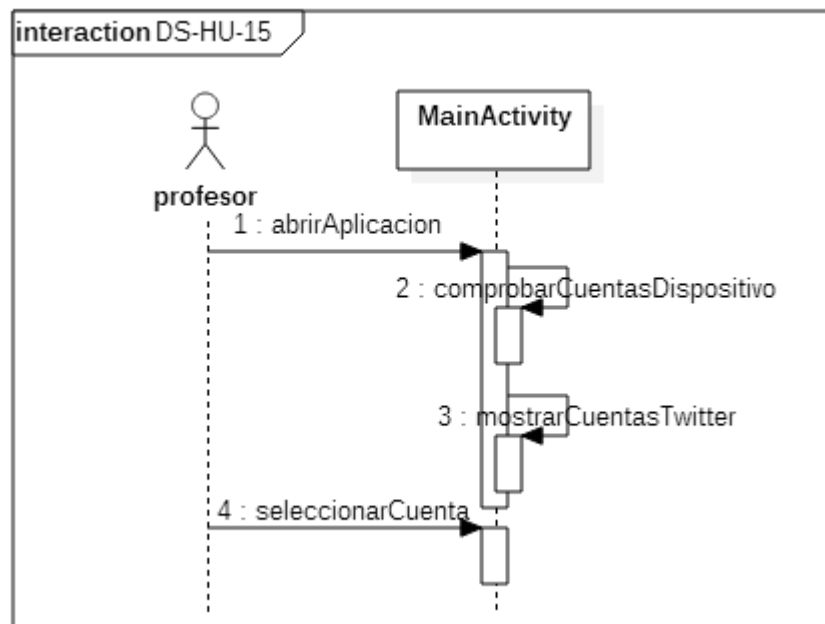 interaction DS-HU-15
MainActivity
profesor
1 : abrirAplicacion
2 : comprobarCuentasDispositivo
3 : mostrarCuentasTwitter
4 : seleccionarCuenta